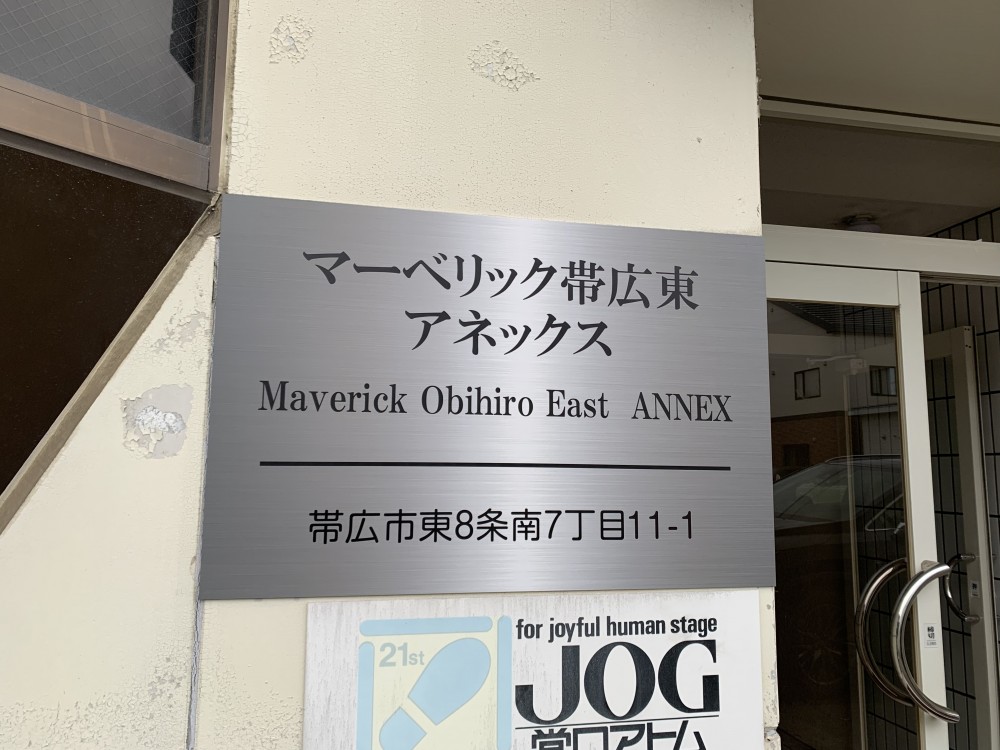 マーベリック帯広東
アネックス
Maverick Obihiro East ANNEX
帯広市東8条南7丁目11-1
21st
for joyful human stage
JOG